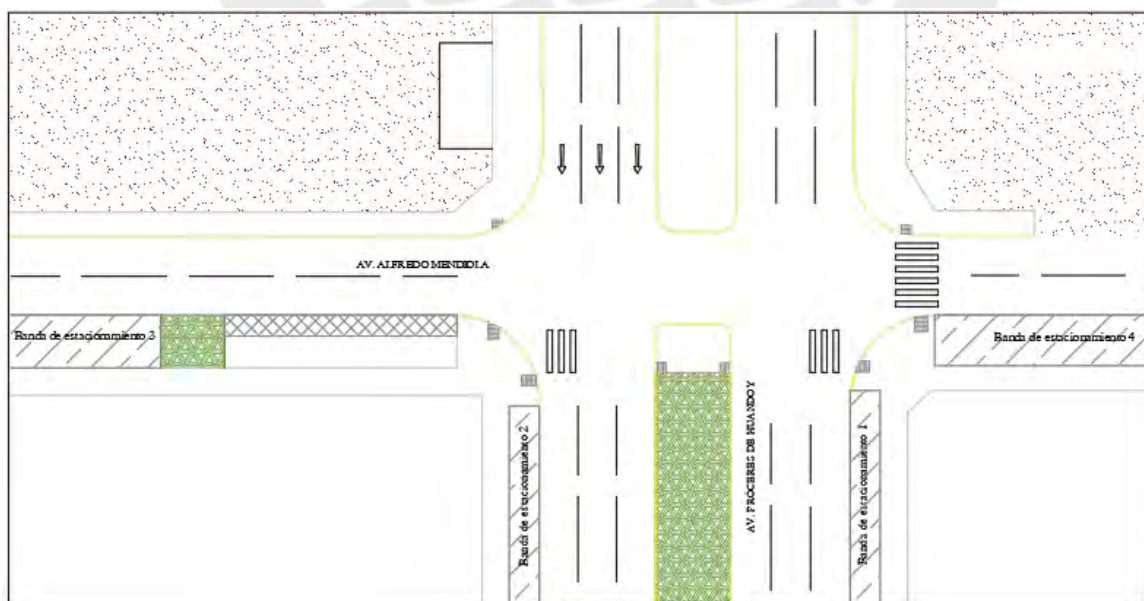 AV. ALFREDO MENDIOLA
Banda de estacionamiento 3
Banda de estacionamiento 4
Banda de estacionamiento 2
AV. PRÓCERES DE HUANDOY
Banda de estacionamiento 1